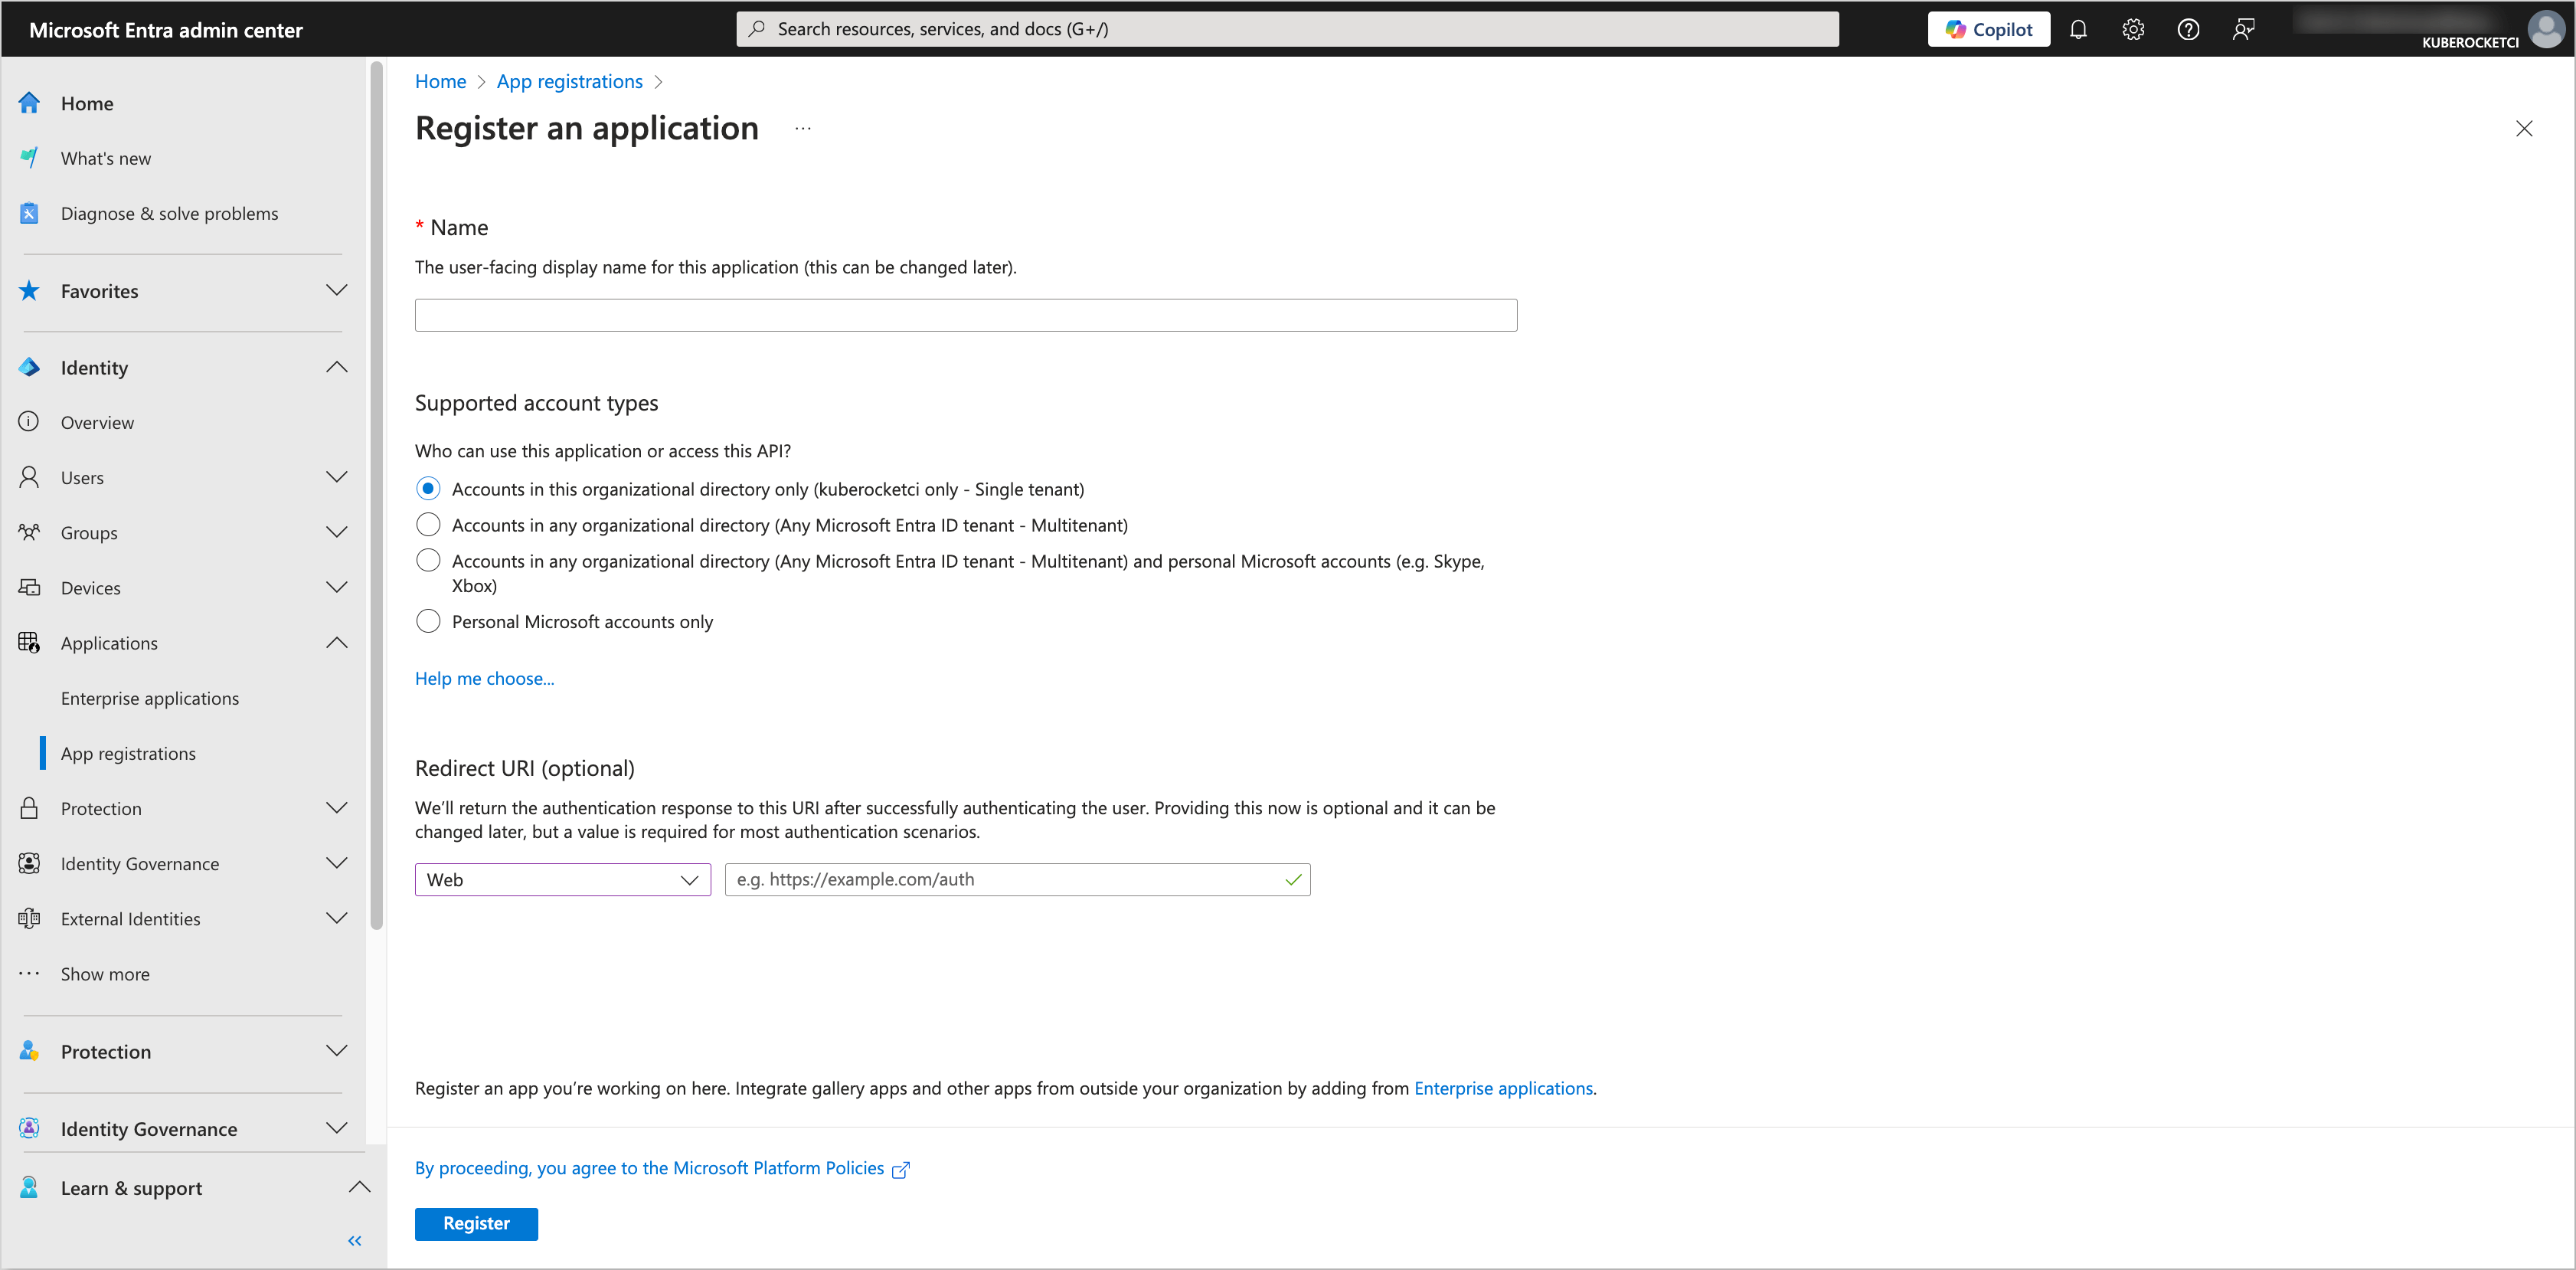 Microsoft Entra admin center
Search resources, services, and docs (G+/)
Copilot
KUBEROCKETCI
Home
What's new
Diagnose & solve problems
Favorites
Identity
Overview
Users
Groups
Devices
Applications
Enterprise applications
App registrations
Protection
Identity Governance
External Identities
Show more
Protection
Identity Governance
Learn & support
Home > App registrations >
Register an application
* Name
The user-facing display name for this application (this can be changed later).
Supported account types
Who can use this application or access this API?
Accounts in this organizational directory only (kuberocketci only - Single tenant)
Accounts in any organizational directory (Any Microsoft Entra ID tenant - Multitenant)
Accounts in any organizational directory (Any Microsoft Entra ID tenant - Multitenant) and personal Microsoft accounts (e.g. Skype,
Xbox)
Personal Microsoft accounts only
Help me choose...
Redirect URI (optional)
We’ll return the authentication response to this URI after successfully authenticating the user. Providing this now is optional and it can be
changed later, but a value is required for most authentication scenarios.
Web
e.g. https://example.com/auth
Register an app you’re working on here. Integrate gallery apps and other apps from outside your organization by adding from Enterprise applications.
By proceeding, you agree to the Microsoft Platform Policies
Register